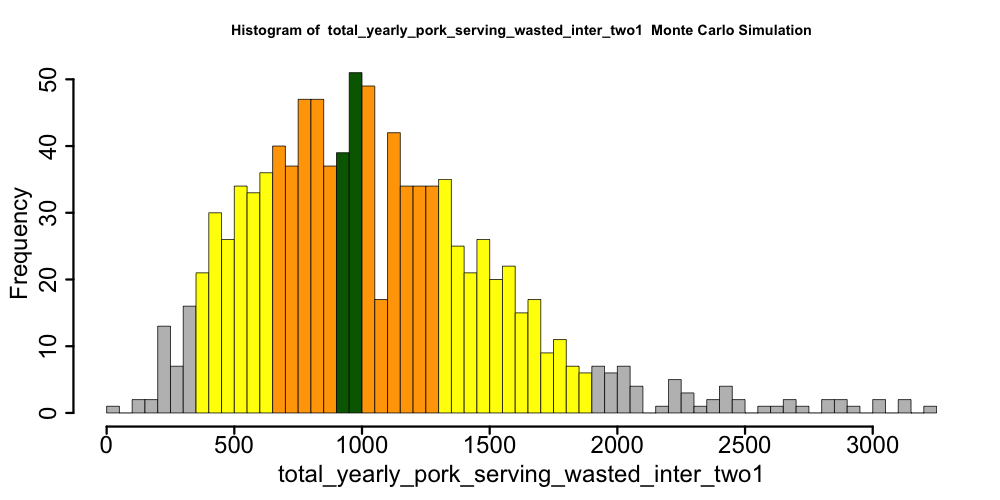 Histogram of  total_yearly_pork_serving_wasted_inter_two1  Monte Carlo Simulation
Frequency
50
40
30
20
10
0
0 500 1000 1500 2000 2500 3000
total_yearly_pork_serving_wasted_inter_two1